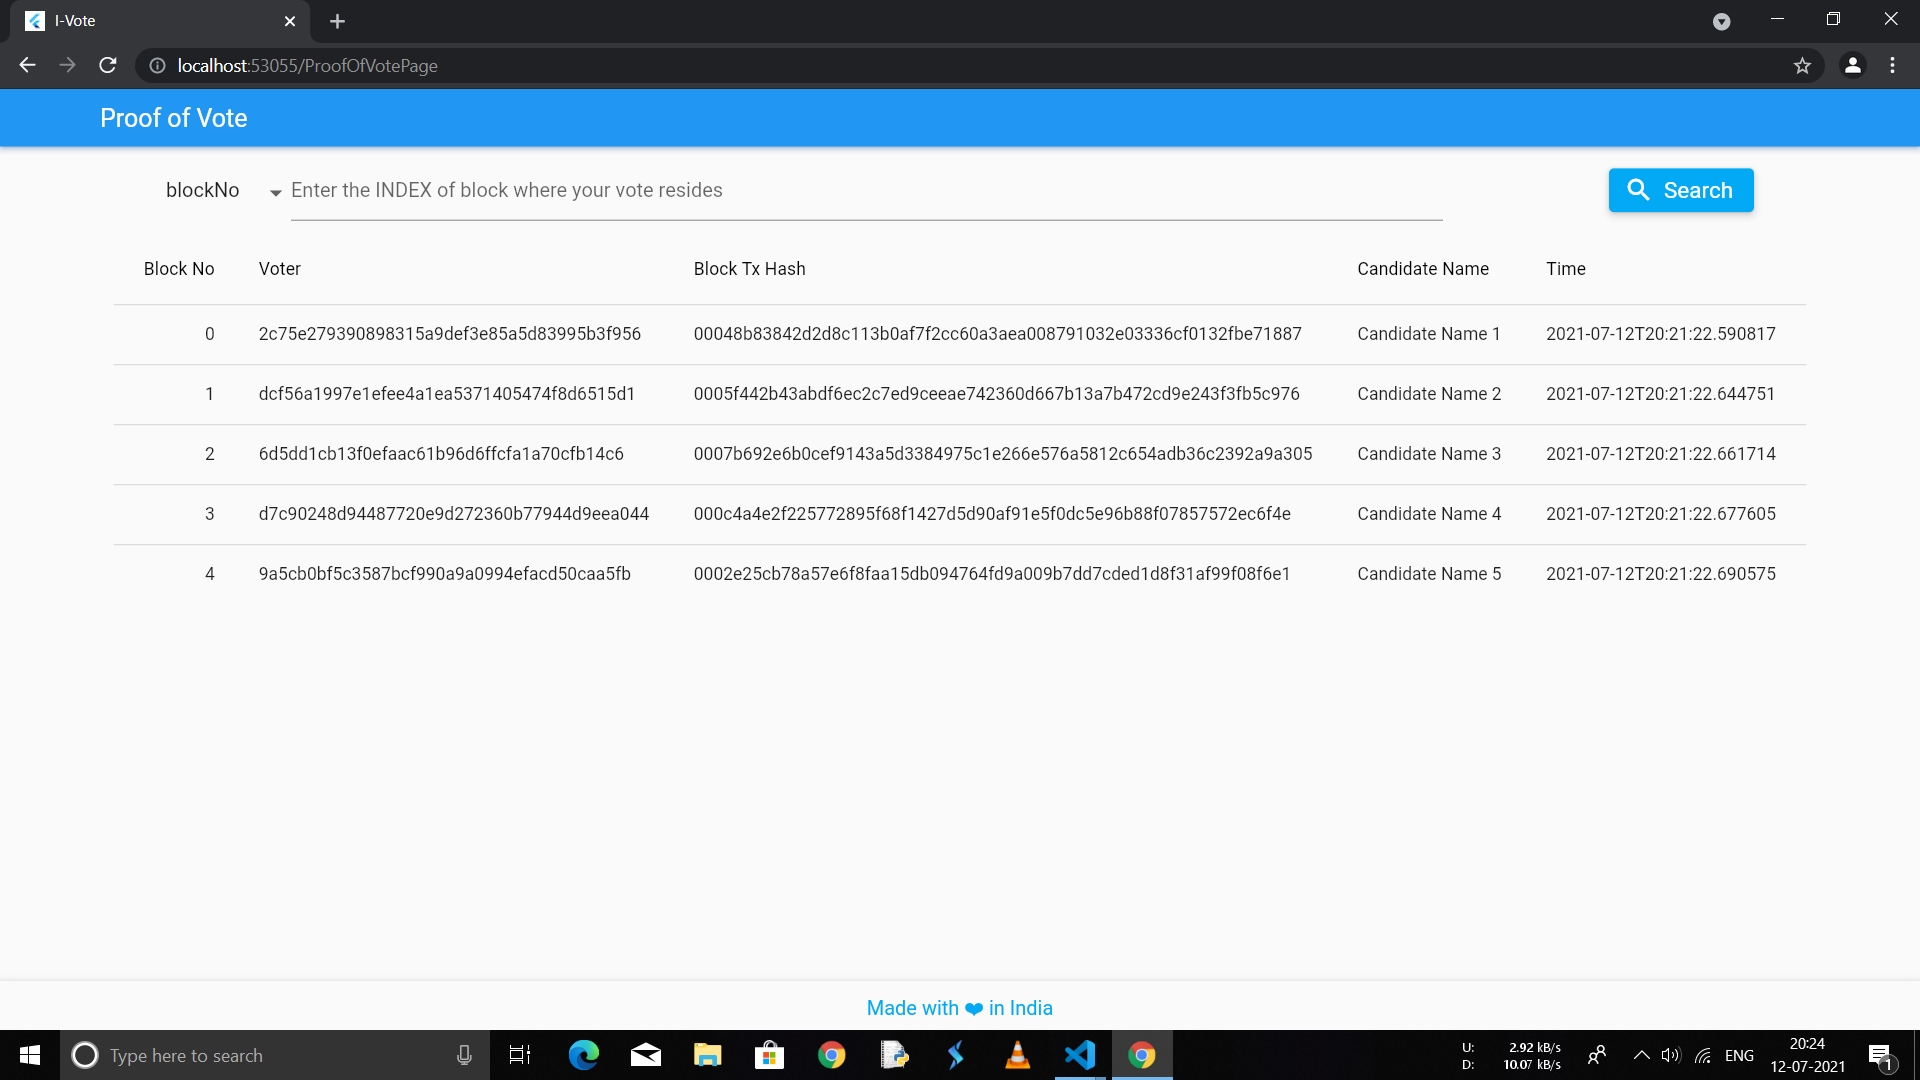 I-Vote
localhost:53055/ProofOfVotePage
Proof of Vote
blockNo Enter the INDEX of block where your vote resides Search
Block No Voter Block Tx Hash Candidate Name Time
0 2c75e279390898315a9def3e85a5d83995b3f956 00048b83842d2d8c113b0af7f2cc60a3aea008791032e03336cf0132fbe71887 Candidate Name 1 2021-07-12T20:21:22.590817
1 dcf56a1997e1efee4a1ea5371405474f8d6515d1 0005f442b43abdf6ec2c7ed9ceeae742360d667b13a7b472cd9e243f3fb5c976 Candidate Name 2 2021-07-12T20:21:22.644751
2 6d5dd1cb13f0efaac61b96d6ffcfa1a70cfb14c6 0007b692e6b0cef9143a5d3384975c1e266e576a5812c654adb36c2392a9a305 Candidate Name 3 2021-07-12T20:21:22.661714
3 d7c90248d94487720e9d272360b77944d9eea044 000c4a4e2f225772895f68f1427d5d90af91e5f0dc5e96b88f07857572ec6f4e Candidate Name 4 2021-07-12T20:21:22.677605
4 9a5cb0bf5c3587bcf990a9a0994efacd50caa5fb 0002e25cb78a57e6f8faa15db094764fd9a009b7dd7cded1d8f31af99f08f6e1 Candidate Name 5 2021-07-12T20:21:22.690575
Made with ❤ in India
Type here to search
U: 2.92 kB/s
D: 10.07 kB/s
ENG
20:24
12-07-2021
1